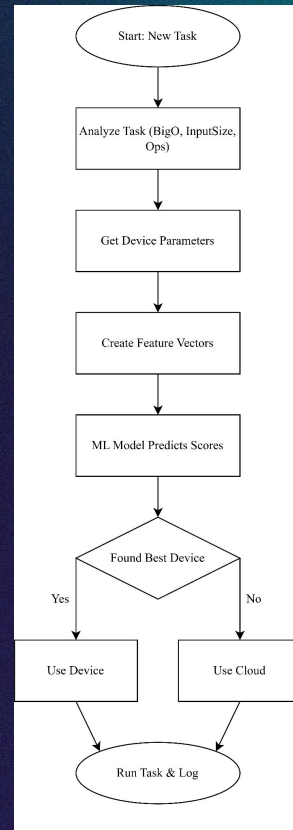 Start: New Task
Analyze Task (BigO, InputSize,
Ops)
Get Device Parameters
Create Feature Vectors
ML Model Predicts Scores
Found Best Device
Yes
No
Use Device
Use Cloud
Run Task & Log